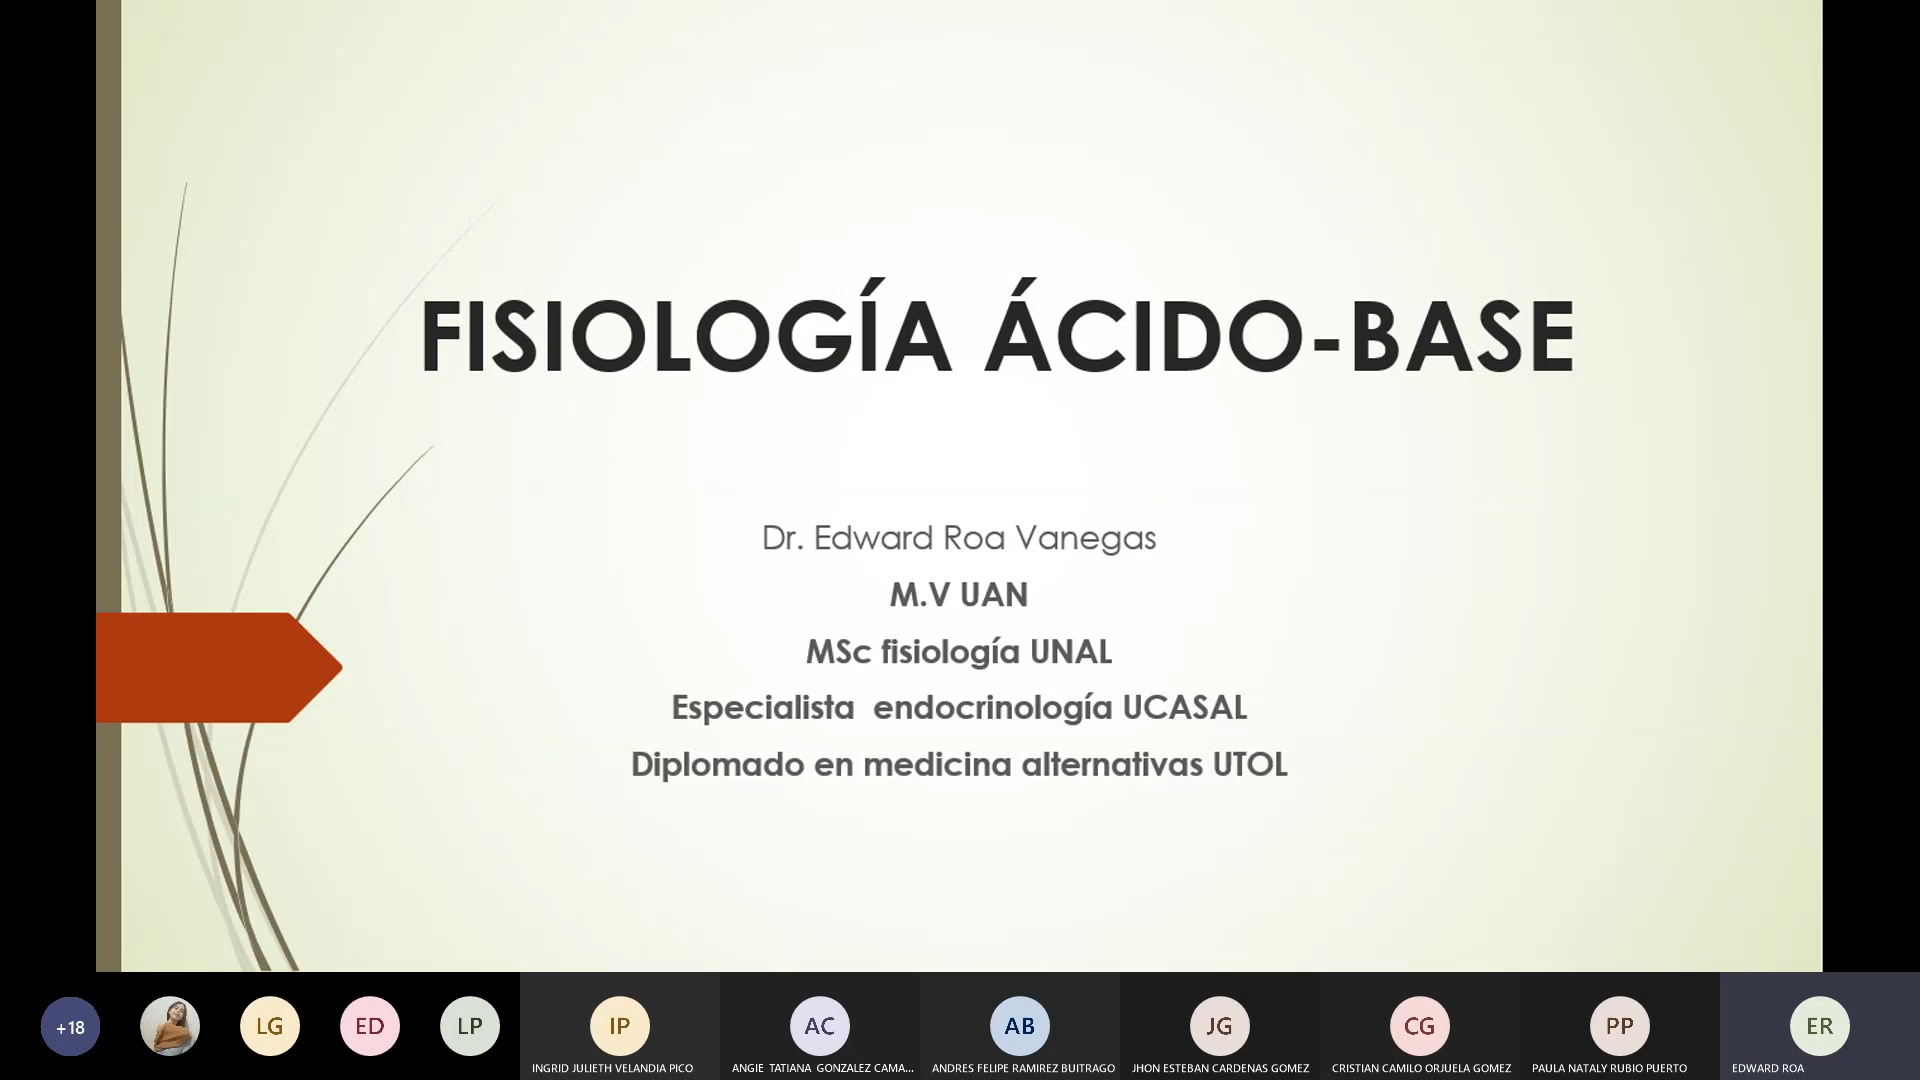 FISIOLOGÍA ÁCIDO-BASE
Dr. Edward Roa Vanegas
M.V UAN
MSc fisiología UNAL
Especialista endocrinología UCASAL
Diplomado en medicina alternativas UTOL
+18
LG
ED
LP
IP
AC
AB
JG
CG
PP
ER
INGRID JULIETH VELANDIA PICO
ANGIE TATIANA GONZALEZ CAMA...
ANDRES FELIPE RAMIREZ BUITRAGO
JHON ESTEBAN CARDENAS GOMEZ
CRISTIAN CAMILO ORJUELA GOMEZ
PAULA NATALY RUBIO PUERTO
EDWARD ROA